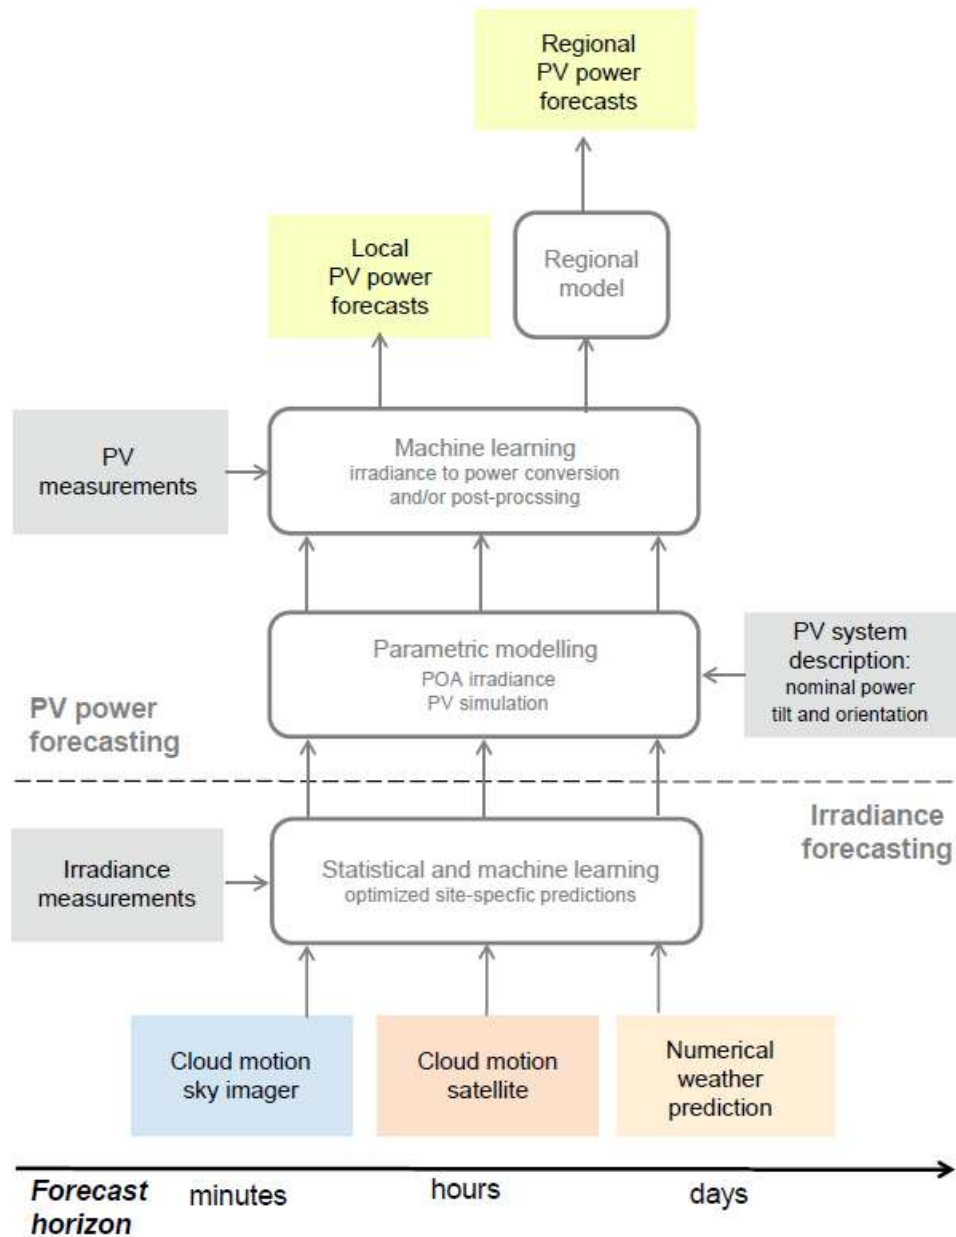 Regional
PV power
forecasts
Local
PV power
forecasts
Regional
model
PV
measurements
Machine learning
irradiance to power conversion
and/or post-procssing
Parametric modelling
POA irradiance
PV simulation
PV system
description:
nominal power
tilt and orientation
PV power
forecasting
Irradiance
forecasting
Irradiance
measurements
Statistical and machine learning
optimized site-specfic predictions
Cloud motion
sky imager
Cloud motion
satellite
Numerical
weather
prediction
Forecast
horizon
minutes
hours
days